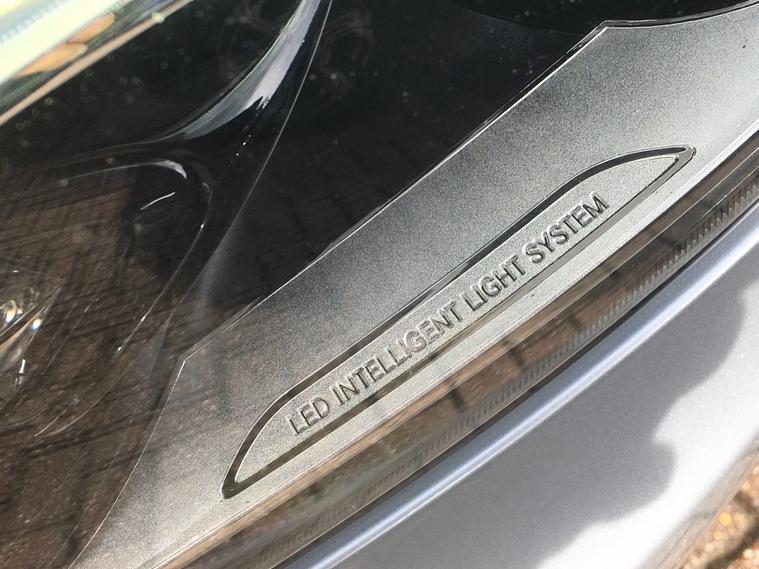 LED INTELLIGENT LIGHT SYSTEM